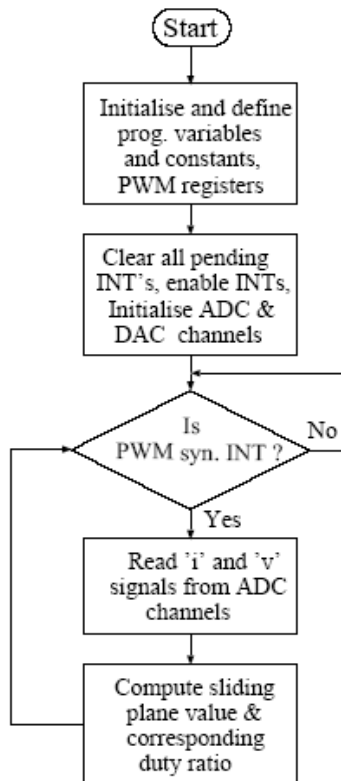 Start
Initialise and define
prog. variables
and constants,
PWM registers
Clear all pending
INT's, enable INTs,
Initialise ADC &
DAC channels
Is
PWM syn. INT ?
No
Yes
Read 'i' and 'v'
signals from ADC
channels
Compute sliding
plane value &
corresponding
duty ratio